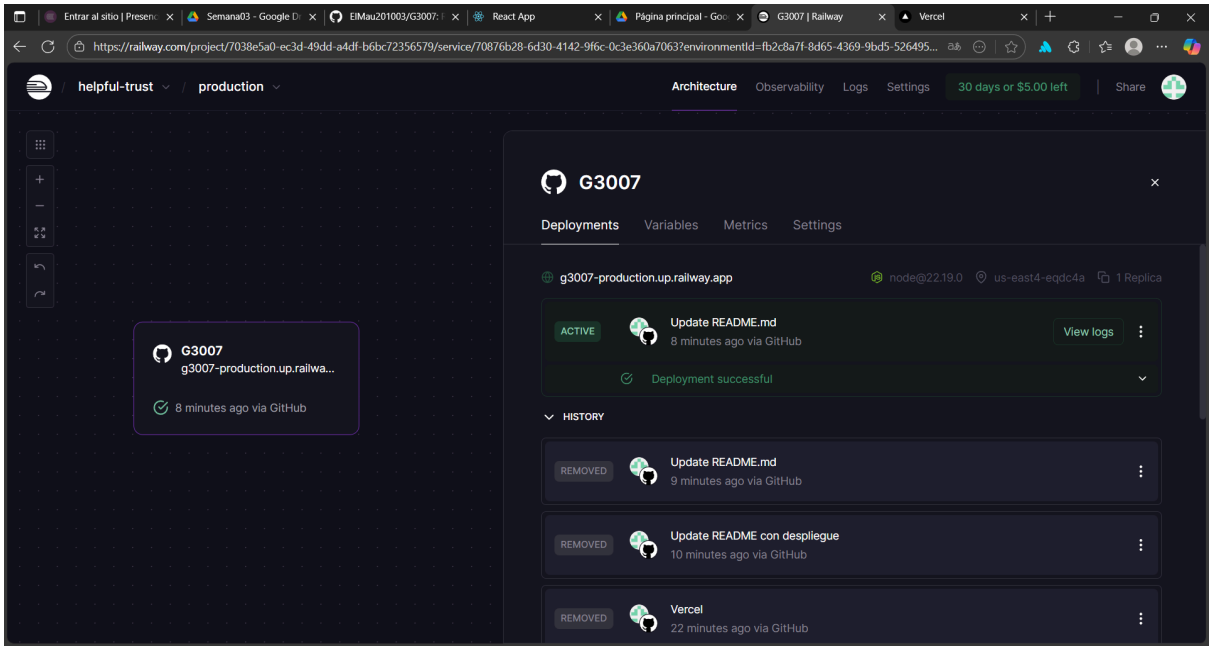 Entrar al sitio | Presenc
Semana03 - Google Dr
ElMau201003/G3007: F
React App
Página principal - Goo
G3007 | Railway
Vercel
https://railway.com/project/7038e5a0-ec3d-49dd-a4df-b6bc72356579/service/70876b28-6d30-4142-9f6c-0c3e360a7063?environmentId=fb2c8a7f-8d65-4369-9bd5-526495...
helpful-trust / production
Architecture Observability Logs Settings 30 days or $5.00 left Share
G3007
g3007-production.up.railwa...
8 minutes ago via GitHub
G3007
Deployments Variables Metrics Settings
g3007-production.up.railway.app node@22.19.0 us-east4-eqdc4a 1 Replica
ACTIVE
Update README.md
8 minutes ago via GitHub
View logs
Deployment successful
HISTORY
REMOVED
Update README.md
9 minutes ago via GitHub
REMOVED
Update README con despliegue
10 minutes ago via GitHub
REMOVED
Vercel
22 minutes ago via GitHub